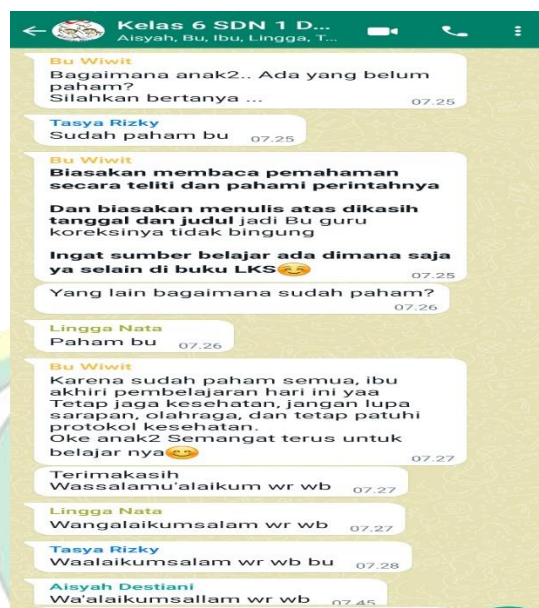 Kelas 6 SDN 1 D...
Aisyah, Bu, Ibu, Lingga, T...
Bu Wiwit
Bagaimana anak2.. Ada yang belum
paham?
Silahkan bertanya ...
07.25
Tasya Rizky
Sudah paham bu 07.25
Bu Wiwit
Biasakan membaca pemahaman
secara teliti dan pahami perintahnya
Dan biasakan menulis atas dikasih
tanggal dan judul jadi Bu guru
koreksinya tidak bingung
Ingat sumber belajar ada dimana saja
ya selain di buku LKS😊
07.25
Yang lain bagaimana sudah paham?
07.26
Lingga Nata
Paham bu 07.26
Bu Wiwit
Karena sudah paham semua, ibu
akhiri pembelajaran hari ini yaa
Tetap jaga kesehatan, jangan lupa
sarapan, olahraga, dan tetap patuhi
protokol kesehatan.
Oke anak2 Semangat terus untuk
belajar nya😊
07.27
Terimakasih
Wassalamu'alaikum wr wb 07.27
Lingga Nata
Wangalaikumsalam wr wb 07.27
Tasya Rizky
Waalaikumsalam wr wb bu 07.28
Aisyah Destiani
Wa'alaikumsallam wr wb 07.45